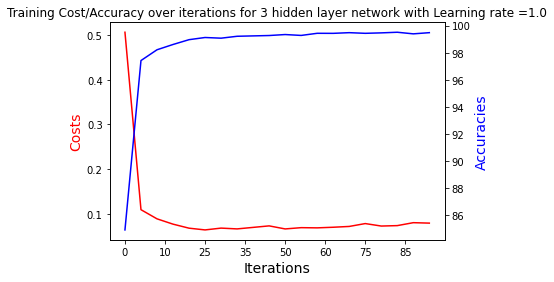 Training Cost/Accuracy over iterations for 3 hidden layer network with Learning rate =1.0
0.5
0.4
0.3
0.2
0.1
Costs
100
98
96
94
92
90
88
86
Accuracies
0 10 25 35 50 60 75 85
Iterations